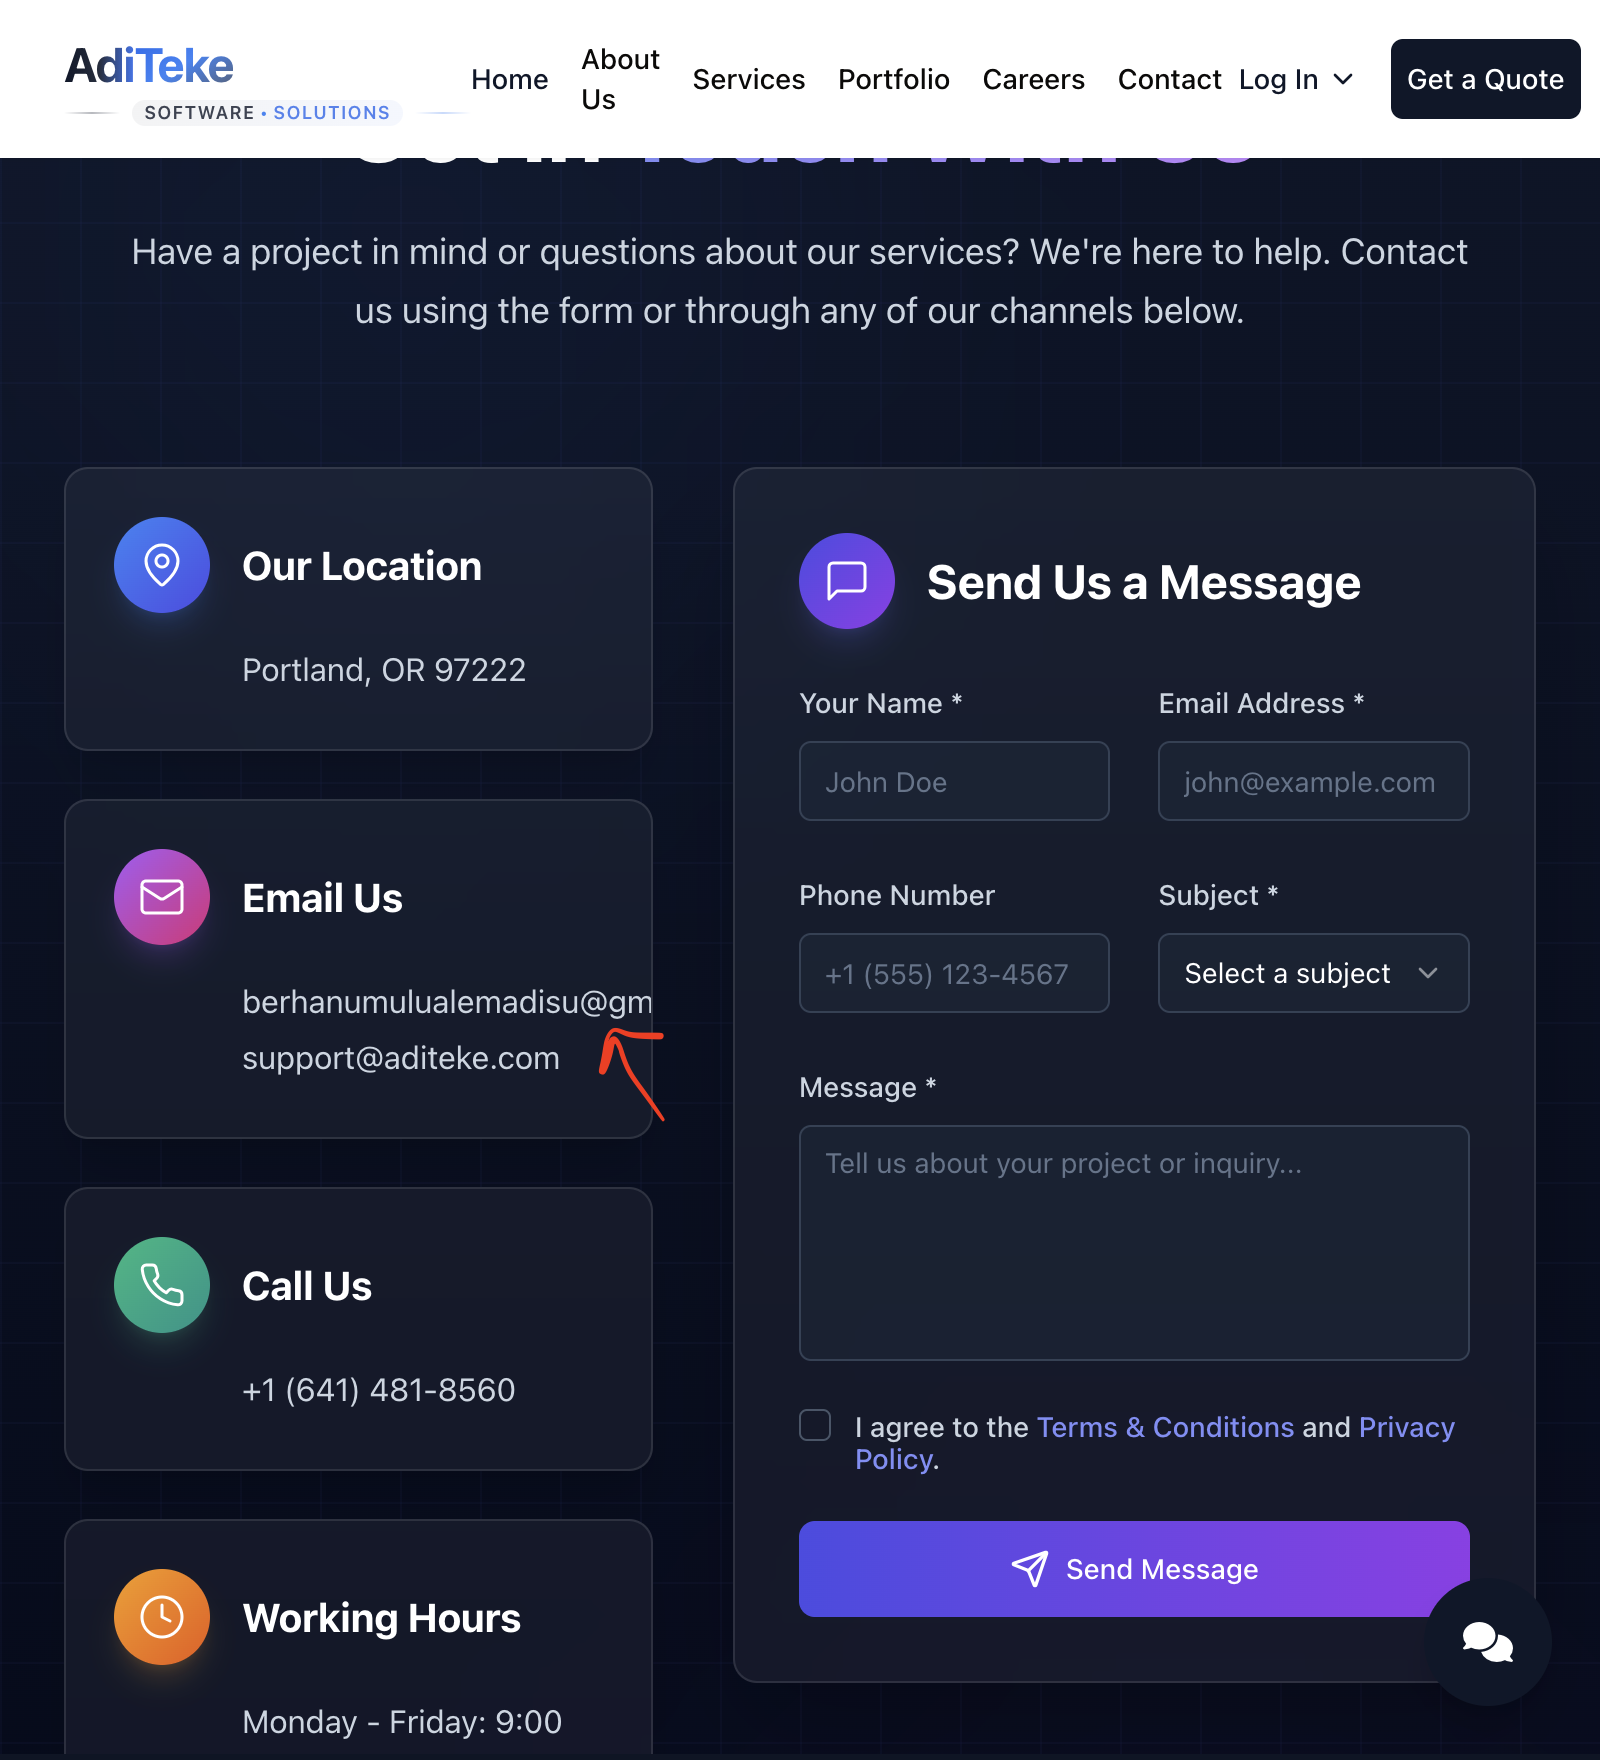 AdiTeke
SOFTWARE • SOLUTIONS
Home
About
Us
Services
Portfolio
Careers
Contact
Log In
Get a Quote
Get in Touch With Us
Have a project in mind or questions about our services? We're here to help. Contact
us using the form or through any of our channels below.
Our Location
Portland, OR 97222
Email Us
berhanumulualemadisu@gm
support@aditeke.com
Call Us
+1 (641) 481-8560
Working Hours
Monday - Friday: 9:00
Send Us a Message
Your Name *
Email Address *
John Doe
john@example.com
Phone Number
Subject *
+1 (555) 123-4567
Select a subject
Message *
Tell us about your project or inquiry...
I agree to the Terms & Conditions and Privacy
Policy.
Send Message